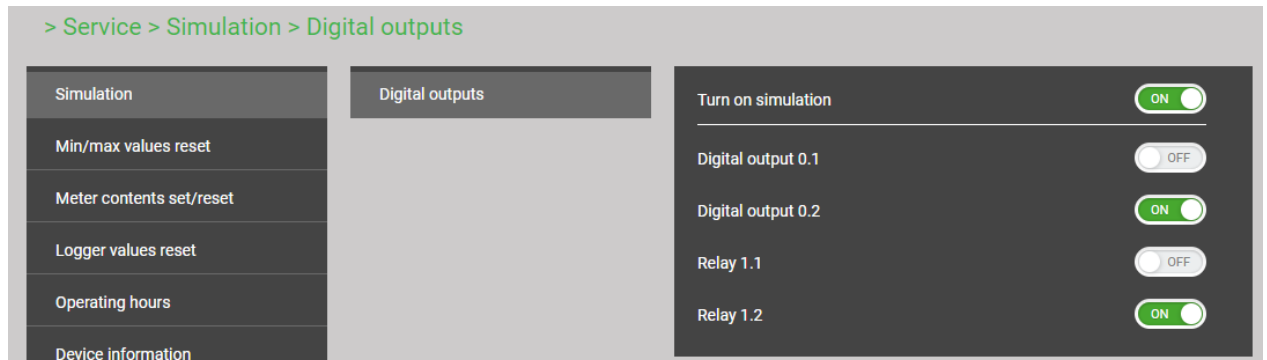 > Service > Simulation > Digital outputs
Simulation
Min/max values reset
Meter contents set/reset
Logger values reset
Operating hours
Device information
Digital outputs
Turn on simulation ON
Digital output 0.1 OFF
Digital output 0.2 ON
Relay 1.1 OFF
Relay 1.2 ON